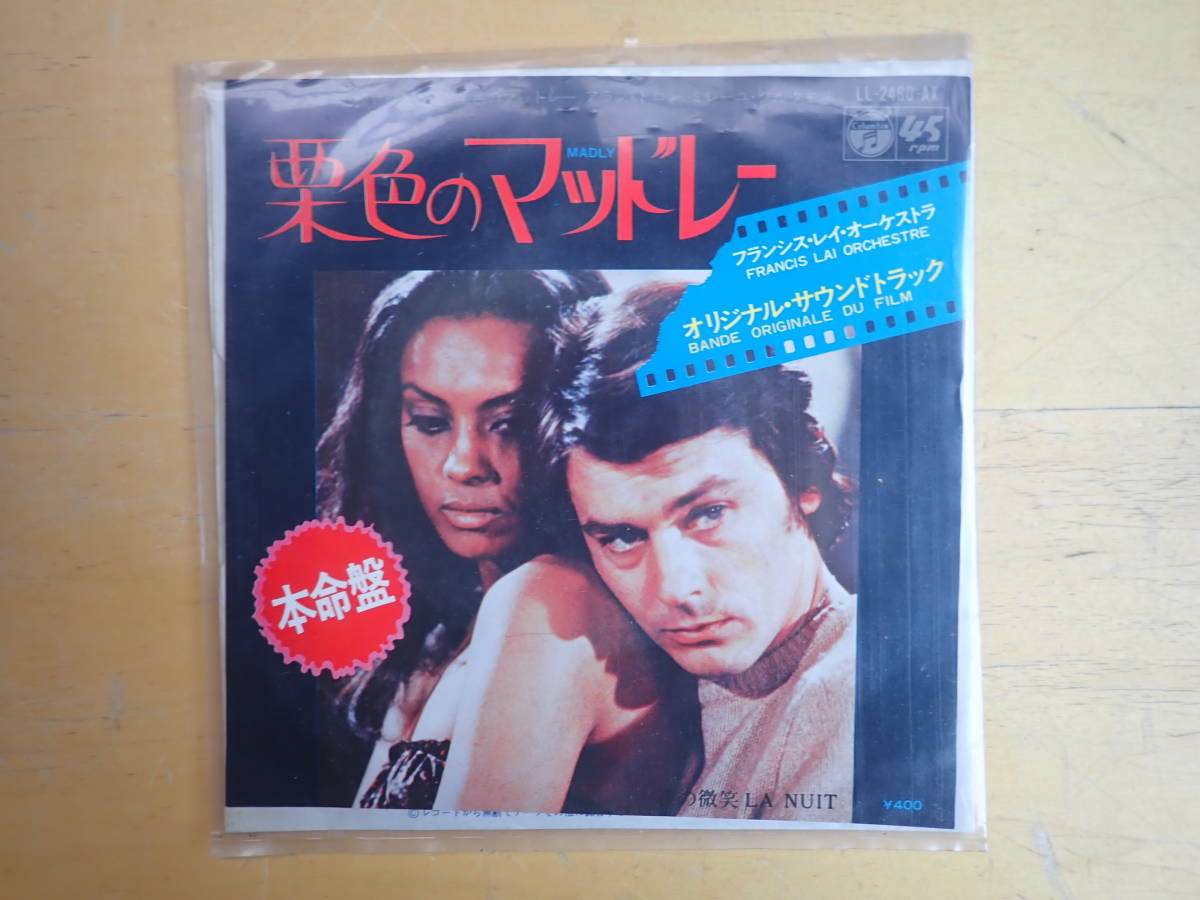 LL-2480-AX
Columbia
45
rpm
MADLY
栗色のマッドレー
フランシス・レイ・オーケストラ
FRANCIS LAI ORCHESTRE
オリジナル・サウンドトラック
BANDE ORIGINALE DU FILM
本命盤
の微笑 LA NUIT
¥400